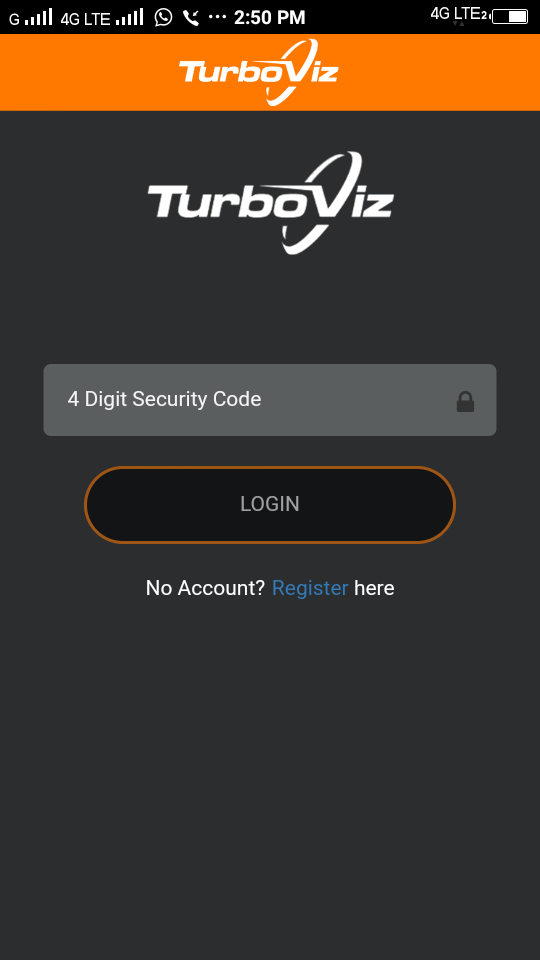 G 4G LTE ... 2:50 PM 4G LTE2
TurboViz
TurboViz
4 Digit Security Code
LOGIN
No Account? Register here